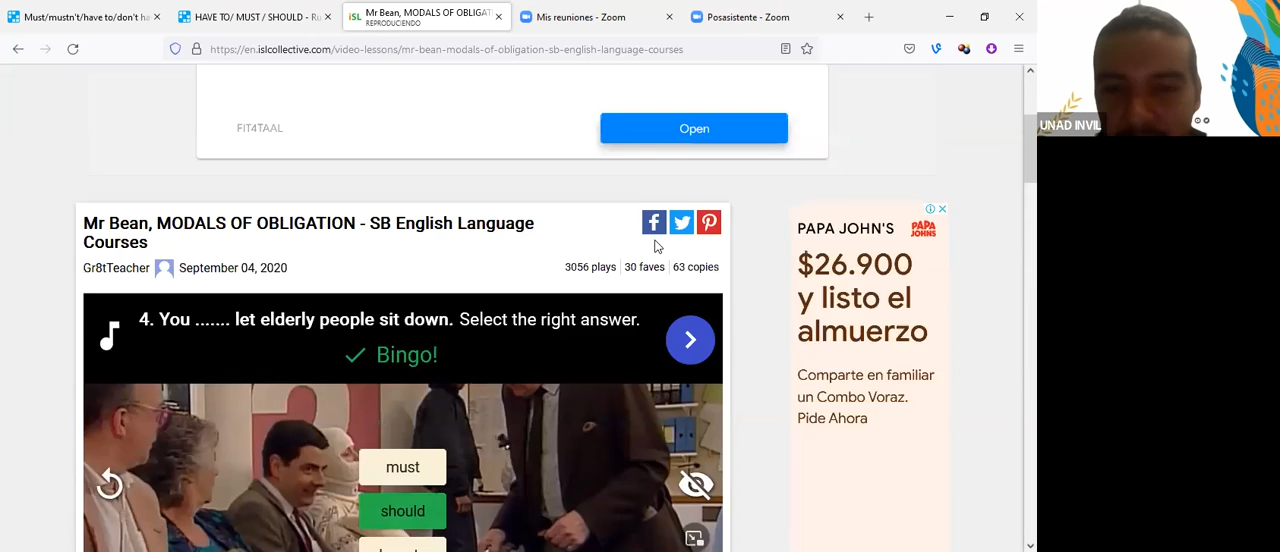 Must/mustn't/have to/don't ha
HAVE TO/ MUST / SHOULD - Ru
Mr Bean, MODALS OF OBLIGATI
REPRODUCIENDO
Mis reuniones - Zoom
Posasistente - Zoom
https://en.islcollective.com/video-lessons/mr-bean-modals-of-obligation-sb-english-language-courses
UNAD INVIL
FIT4TAAL
Open
Mr Bean, MODALS OF OBLIGATION - SB English Language
Courses
Gr8tTeacher September 04, 2020
3056 plays 30 faves 63 copies
4. You ....... let elderly people sit down. Select the right answer.
Bingo!
must
should
PAPA JOHN'S
PAPA JOHNS
$26.900
y listo el
almuerzo
Comparte en familiar
un Combo Voraz.
Pide Ahora